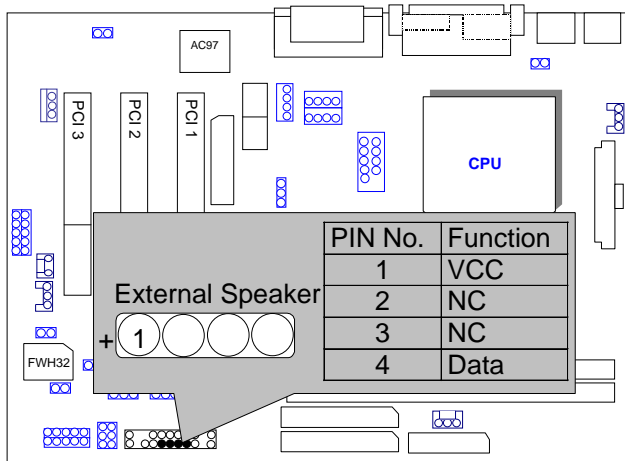 AC97
PCI 3
PCI 2
PCI 1
CPU
PIN No. Function
1 VCC
2 NC
3 NC
4 Data
External Speaker
+ 1
FWH32